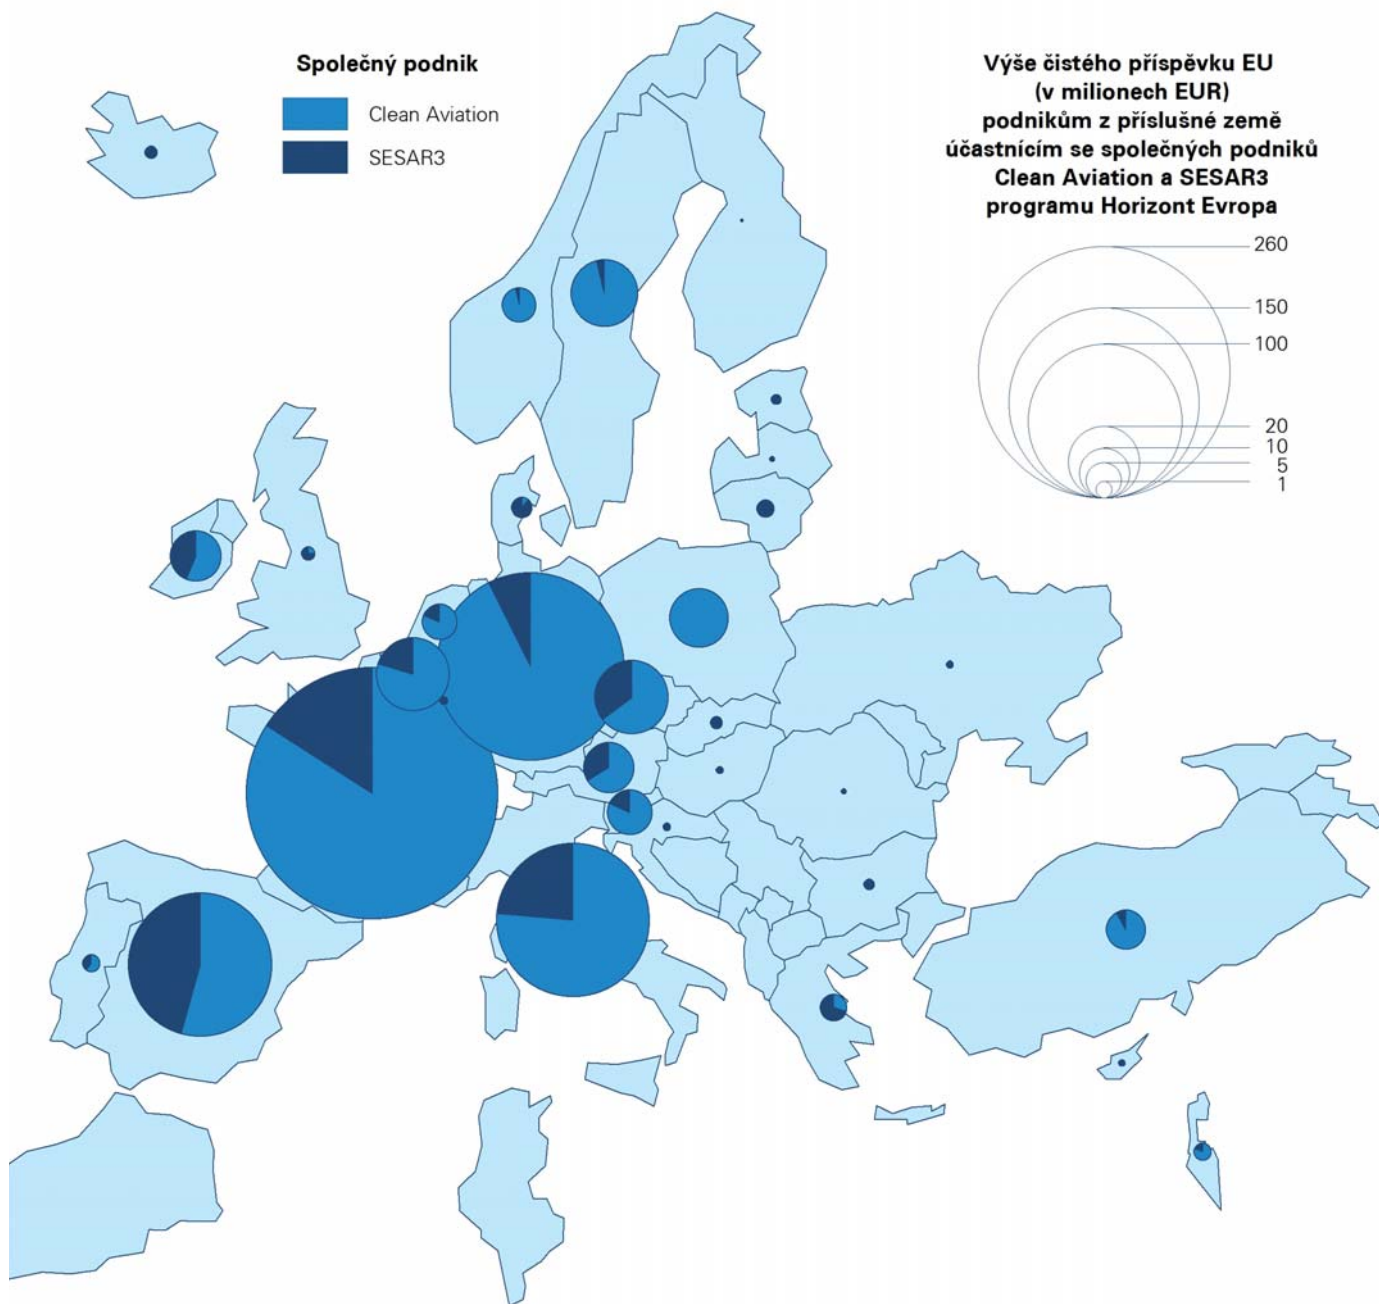 Společný podnik
Clean Aviation
SESAR3
Výše čistého příspěvku EU
(v milionech EUR)
podnikům z příslušné země
účastnícím se společných podniků
Clean Aviation a SESAR3
programu Horizont Evropa
260
150
100
20
10
5
1